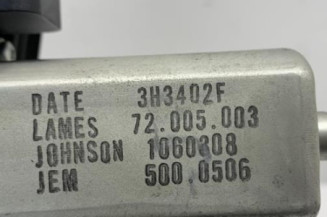 DATE 3H3402F
LAMES 72.005.003
JOHNSON 1060808
JEM 500.0506